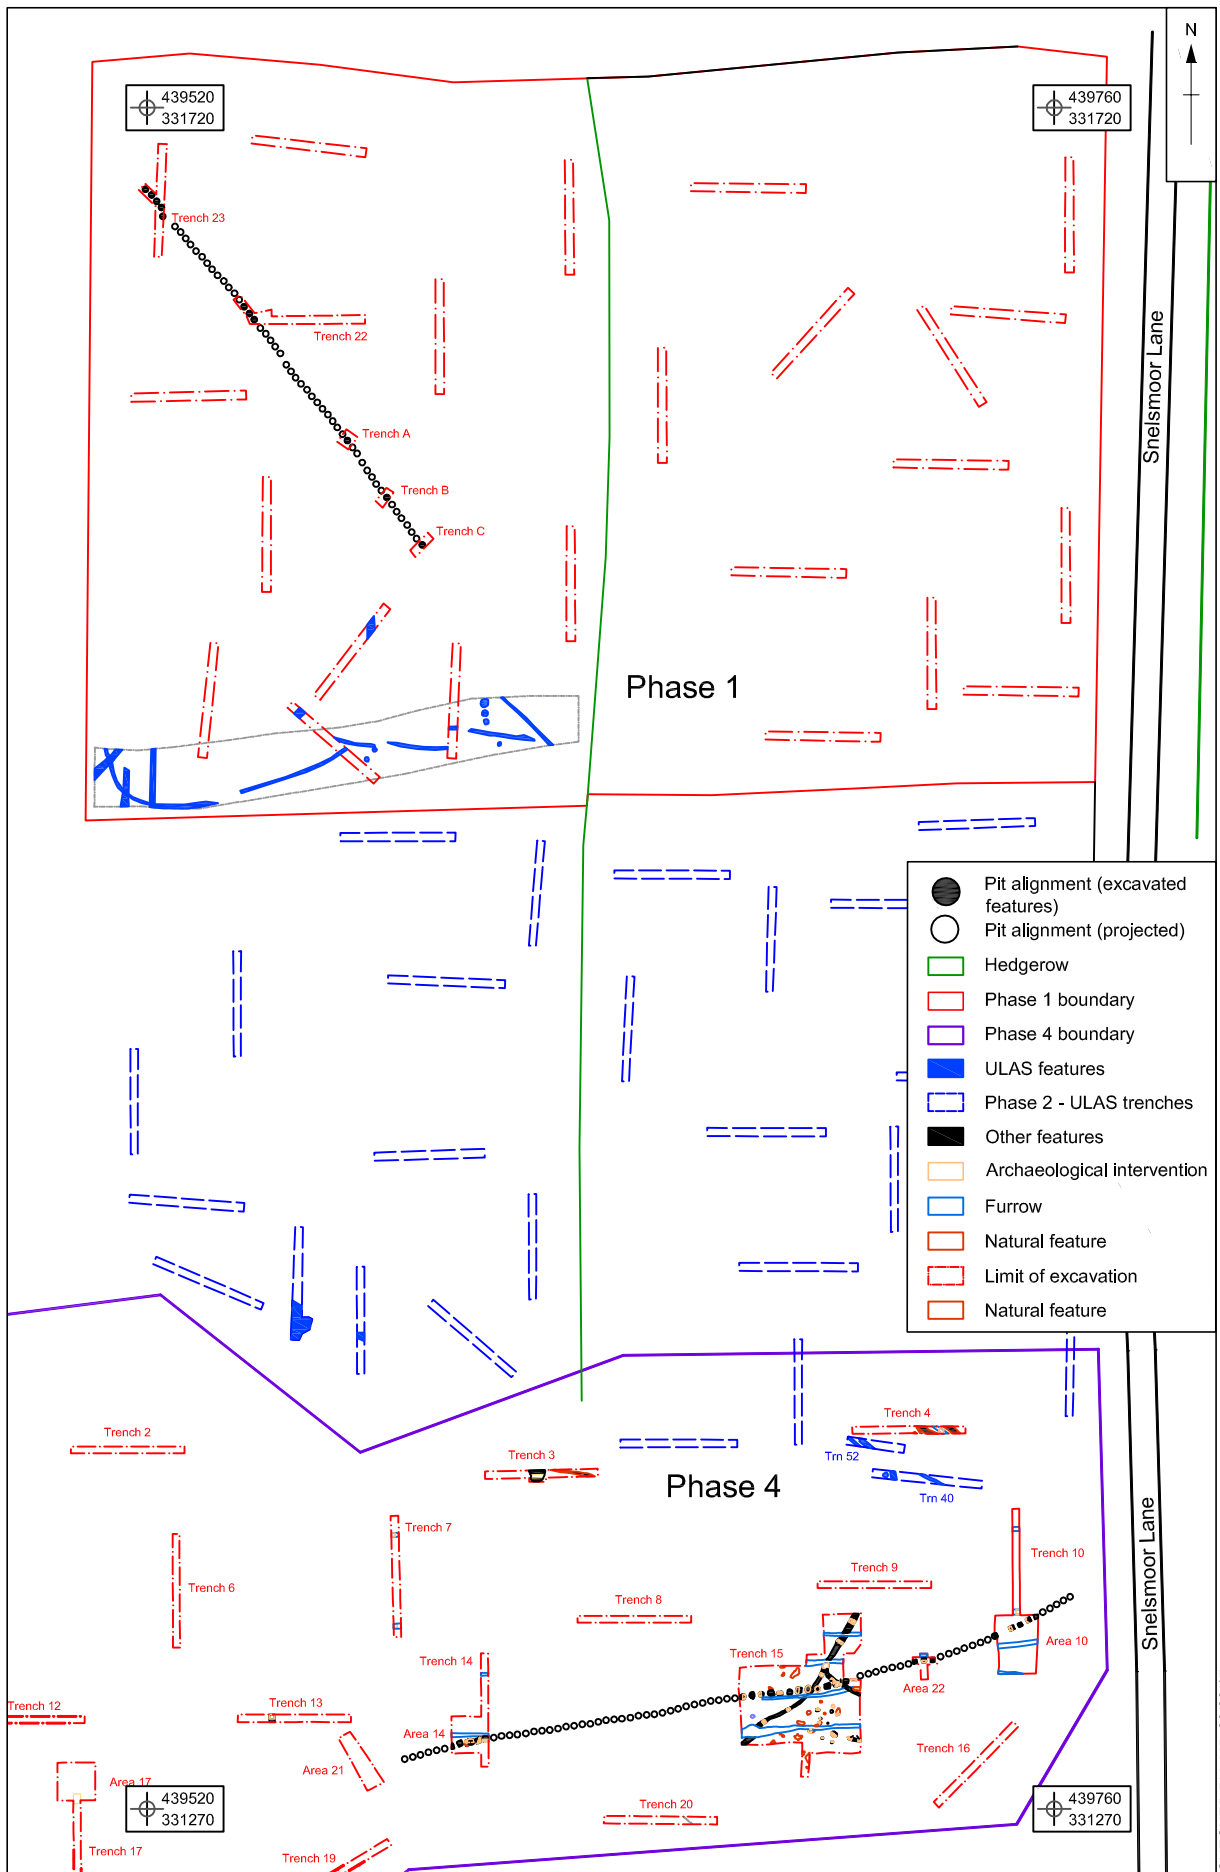 N
439520
331720
439760
331720
Trench 23
Trench 22
Trench A
Trench B
Trench C
Snelsmoor Lane
Phase 1
Pit alignment (excavated
features)
Pit alignment (projected)
Hedgerow
Phase 1 boundary
Phase 4 boundary
ULAS features
Phase 2 - ULAS trenches
Other features
Archaeological intervention
Furrow
Natural feature
Limit of excavation
Natural feature
Trench 2
Trench 3
Trench 4
Trn 52
Trn 40
Phase 4
Trench 7
Trench 6
Trench 8
Trench 9
Trench 10
Snelsmoor Lane
Trench 14
Trench 15
Area 10
Area 22
Trench 12
Trench 13
Area 14
Area 21
Trench 16
Area 17
439520
331270
Trench 20
439760
331270
Trench 17
Trench 19